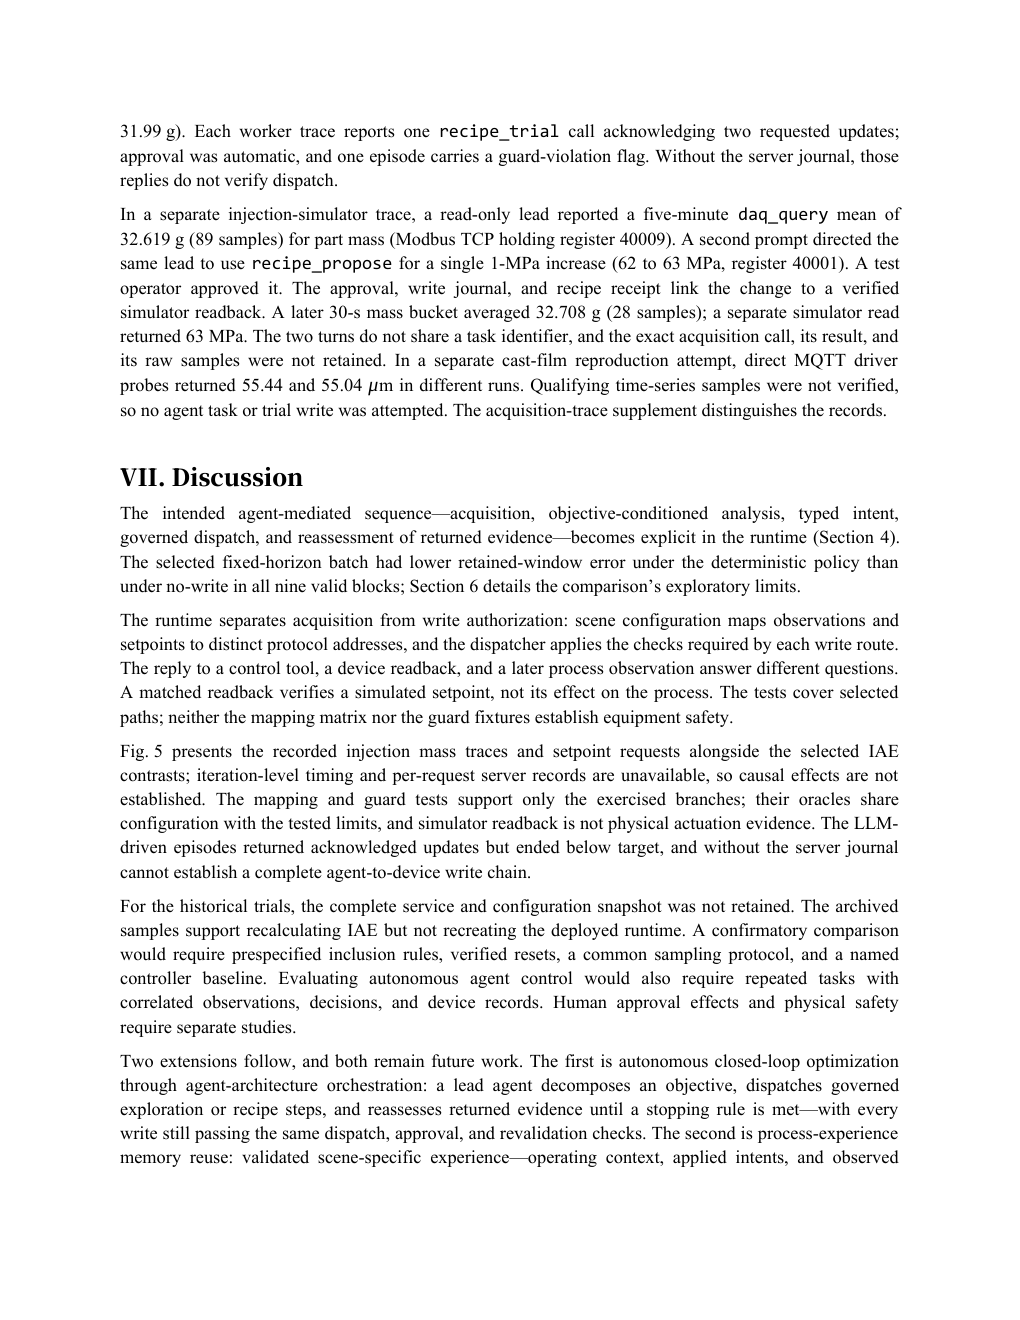 31.99 g). Each worker trace reports one recipe_trial call acknowledging two requested updates;
approval was automatic, and one episode carries a guard-violation flag. Without the server journal, those
replies do not verify dispatch.
In a separate injection-simulator trace, a read-only lead reported a five-minute daq_query mean of
32.619 g (89 samples) for part mass (Modbus TCP holding register 40009). A second prompt directed the
same lead to use recipe_propose for a single 1-MPa increase (62 to 63 MPa, register 40001). A test
operator approved it. The approval, write journal, and recipe receipt link the change to a verified
simulator readback. A later 30-s mass bucket averaged 32.708 g (28 samples); a separate simulator read
returned 63 MPa. The two turns do not share a task identifier, and the exact acquisition call, its result, and
its raw samples were not retained. In a separate cast-film reproduction attempt, direct MQTT driver
probes returned 55.44 and 55.04 μm in different runs. Qualifying time-series samples were not verified,
so no agent task or trial write was attempted. The acquisition-trace supplement distinguishes the records.
VII. Discussion
The intended agent-mediated sequence—acquisition, objective-conditioned analysis, typed intent,
governed dispatch, and reassessment of returned evidence—becomes explicit in the runtime (Section 4).
The selected fixed-horizon batch had lower retained-window error under the deterministic policy than
under no-write in all nine valid blocks; Section 6 details the comparison's exploratory limits.
The runtime separates acquisition from write authorization: scene configuration maps observations and
setpoints to distinct protocol addresses, and the dispatcher applies the checks required by each write route.
The reply to a control tool, a device readback, and a later process observation answer different questions.
A matched readback verifies a simulated setpoint, not its effect on the process. The tests cover selected
paths; neither the mapping matrix nor the guard fixtures establish equipment safety.
Fig. 5 presents the recorded injection mass traces and setpoint requests alongside the selected IAE
contrasts; iteration-level timing and per-request server records are unavailable, so causal effects are not
established. The mapping and guard tests support only the exercised branches; their oracles share
configuration with the tested limits, and simulator readback is not physical actuation evidence. The LLM-
driven episodes returned acknowledged updates but ended below target, and without the server journal
cannot establish a complete agent-to-device write chain.
For the historical trials, the complete service and configuration snapshot was not retained. The archived
samples support recalculating IAE but not recreating the deployed runtime. A confirmatory comparison
would require prespecified inclusion rules, verified resets, a common sampling protocol, and a named
controller baseline. Evaluating autonomous agent control would also require repeated tasks with
correlated observations, decisions, and device records. Human approval effects and physical safety
require separate studies.
Two extensions follow, and both remain future work. The first is autonomous closed-loop optimization
through agent-architecture orchestration: a lead agent decomposes an objective, dispatches governed
exploration or recipe steps, and reassesses returned evidence until a stopping rule is met—with every
write still passing the same dispatch, approval, and revalidation checks. The second is process-experience
memory reuse: validated scene-specific experience—operating context, applied intents, and observed